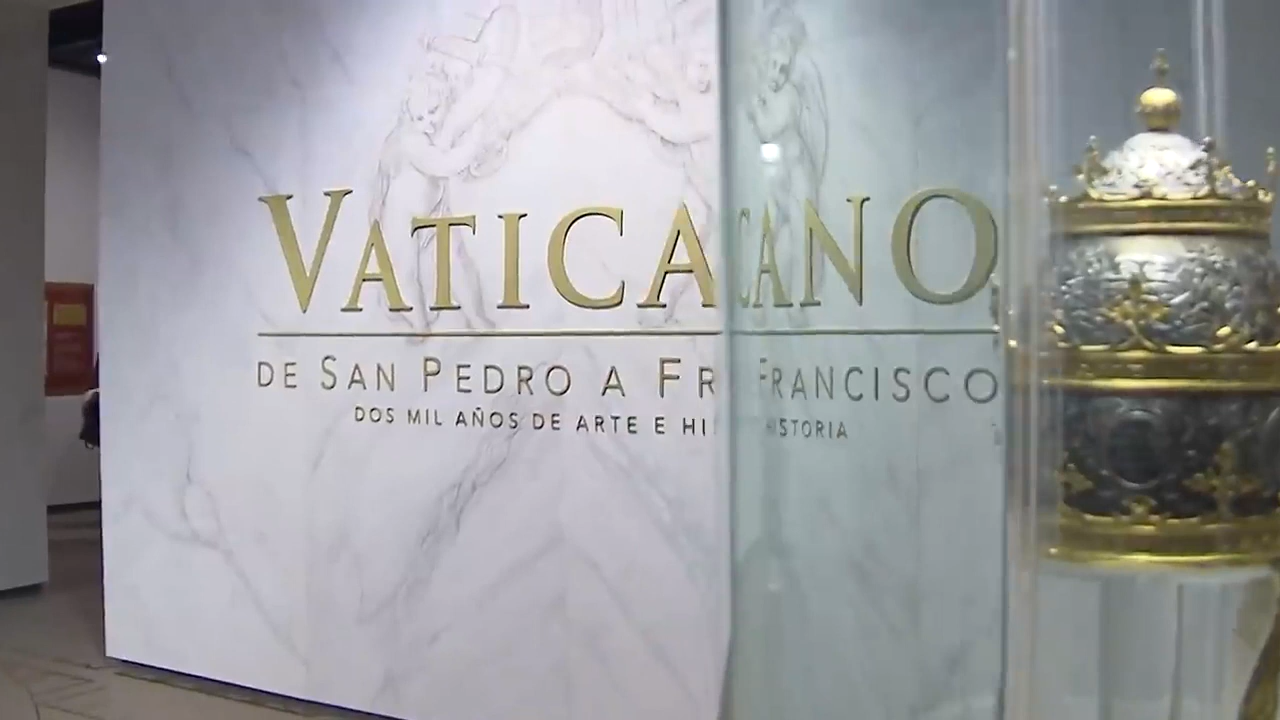 VATICANO
DE SAN PEDRO A FRANCISCO
DOS MIL AÑOS DE ARTE E HISTORIA